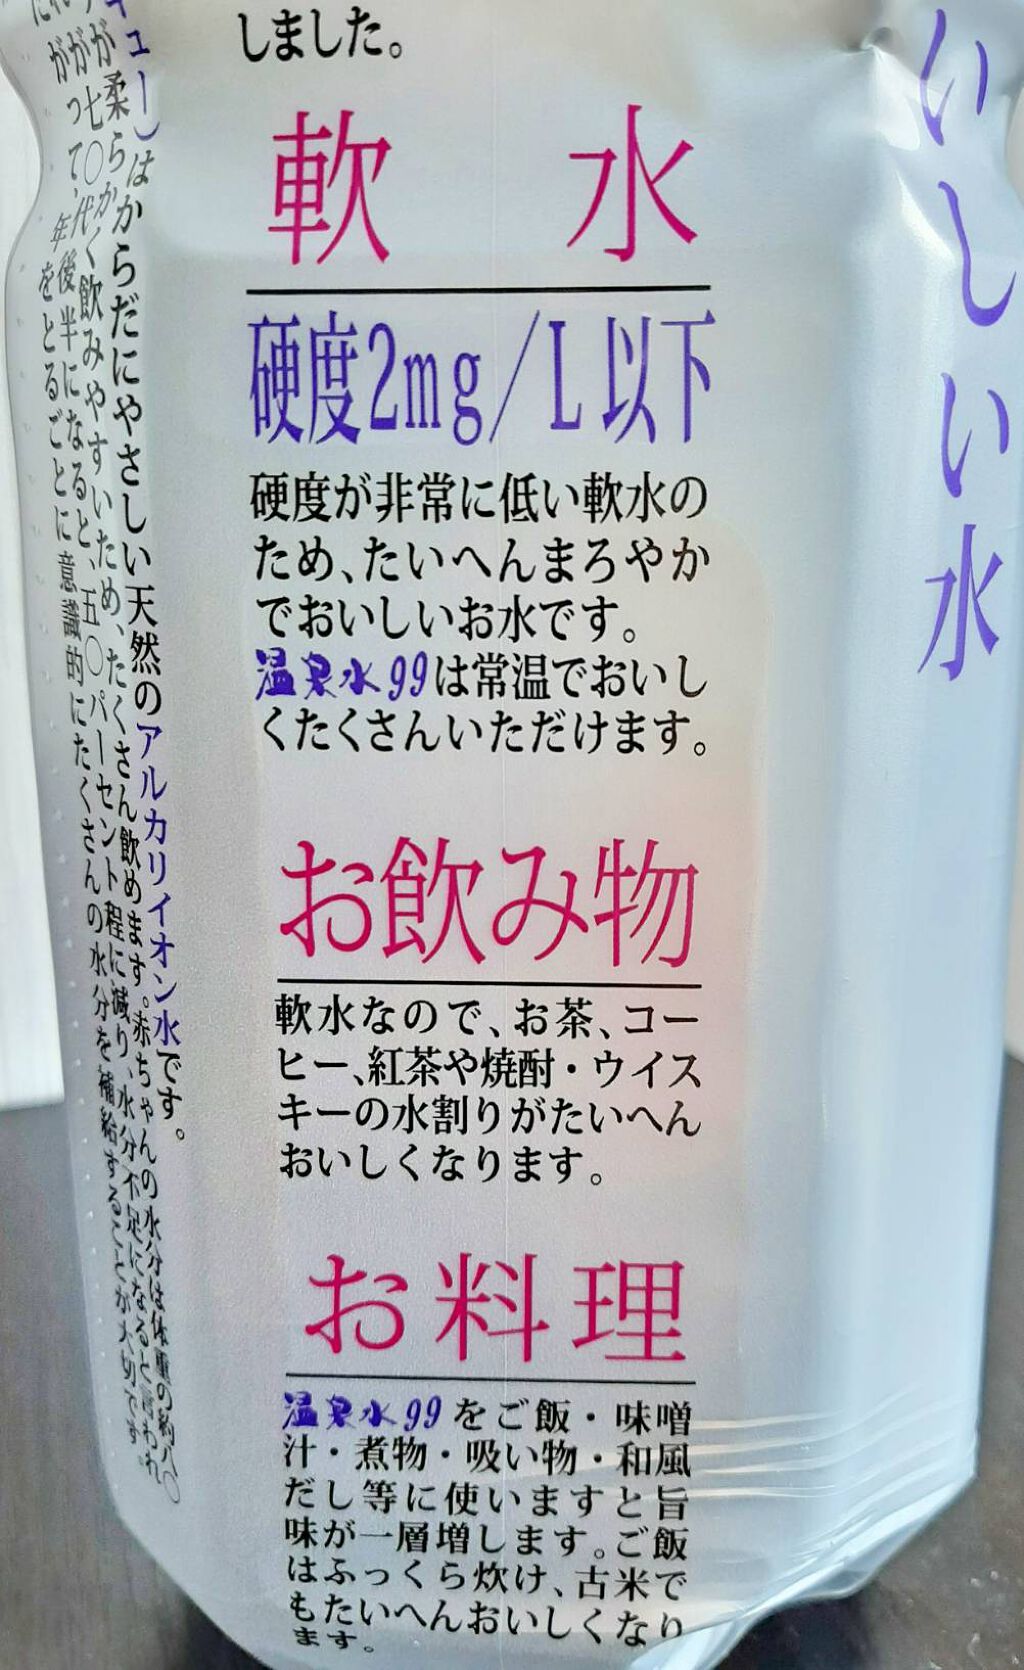 しました。
軟水
硬度2mg/L以下
硬度が非常に低い軟水の
ため、たいへんまろやか
でおいしいお水です。
温泉水99は常温でおいし
くたくさんいただけます。
お飲み物
軟水なので、お茶、コー
ヒー、紅茶や焼酎・ウイス
キーの水割りがたいへん
おいしくなります。
お料理
温泉水99をご飯・味噌
汁・煮物・吸い物・和風
だし等に使いますと旨
味が一層増します。ご飯
はふっくら炊け、古米で
もたいへんおいしくなり
ます。
いしい水
キュー)はからだにやさしい天然のアルカリイオン水です。
が柔らかく飲みやすいため、たくさん飲めます。赤ちゃんの水分は体重の約八〇
が七〇代後半になると、五〇パーセント程に減り、水分不足になると言われ
がって、年をとるごとに意識的にたくさんの水分を補給することが大切です。